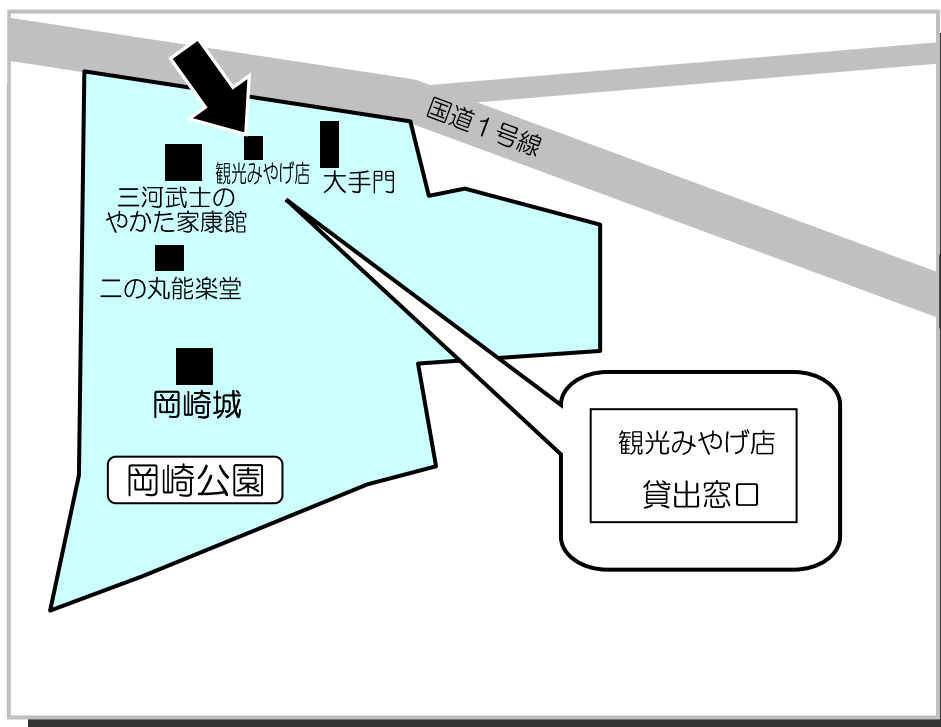 国道1号線
観光みやげ店
大手門
三河武士の
やかた家康館
二の丸能楽堂
岡崎城
岡崎公園
観光みやげ店
貸出窓口